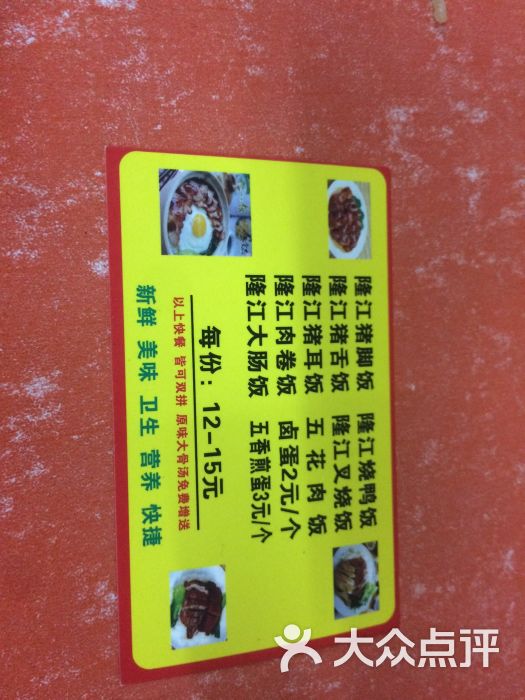 隆江猪脚饭 隆江烧鸭饭
隆江猪舌饭 隆江叉烧饭
隆江猪耳饭 五花肉饭
隆江肉卷饭 卤蛋2元/个
隆江大肠饭 五香煎蛋3元/个
每份：12-15元
以上快餐 皆可双拼 原味大骨汤免费增送
新鲜 美味 卫生 营养 快捷
大众点评